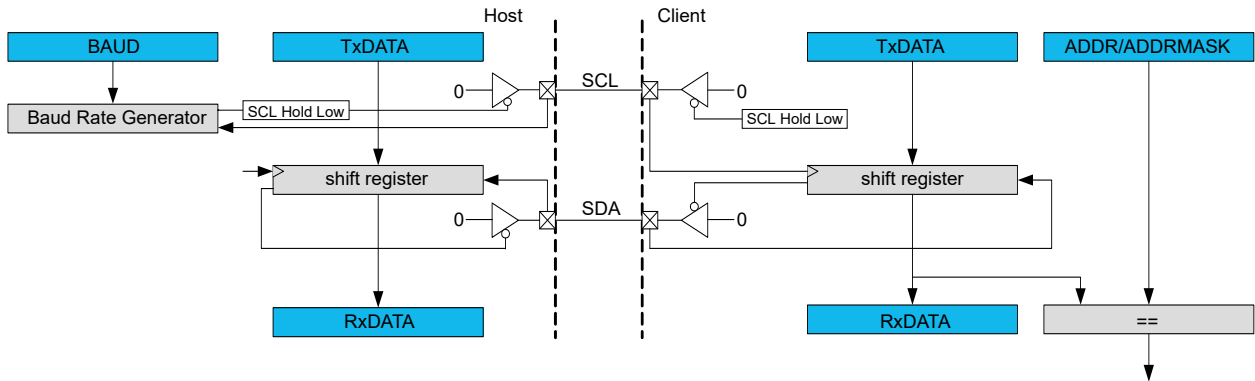 Host
Client
BAUD
TxDATA
TxDATA
ADDR/ADDRMASK
SCL
0
0
Baud Rate Generator
SCL Hold Low
SCL Hold Low
shift register
shift register
SDA
0
0
RxDATA
RxDATA
==